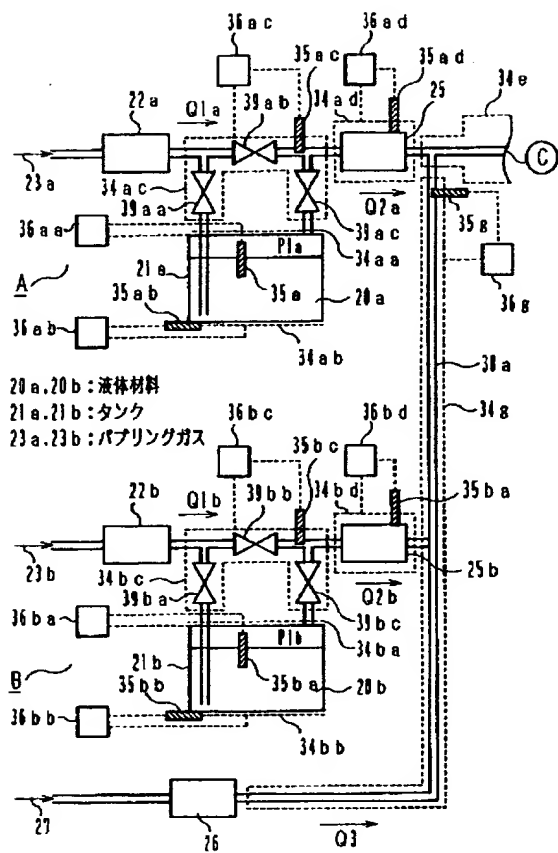 36ac
36ad
35ac
35ad
34ad
34e
39ab
25
22a
Q1a
C
23a
34ac
39aa
Q2a
39ac
35g
36aa
P1a
34aa
36g
A
21a
35a
20a
35ab
36ab
34ab
30a
34g
20a,20b:液体材料
21a,21b:タンク
23a,23b:バブリングガス
36bc
36bd
35bc
35ba
34bd
39bb
22b
Q1b
23b
34bc
25b
39ba
Q2b
39bc
36ba
P1b
34ba
B
21b
35bb
35ba
20b
36bb
34bb
27
26
Q3